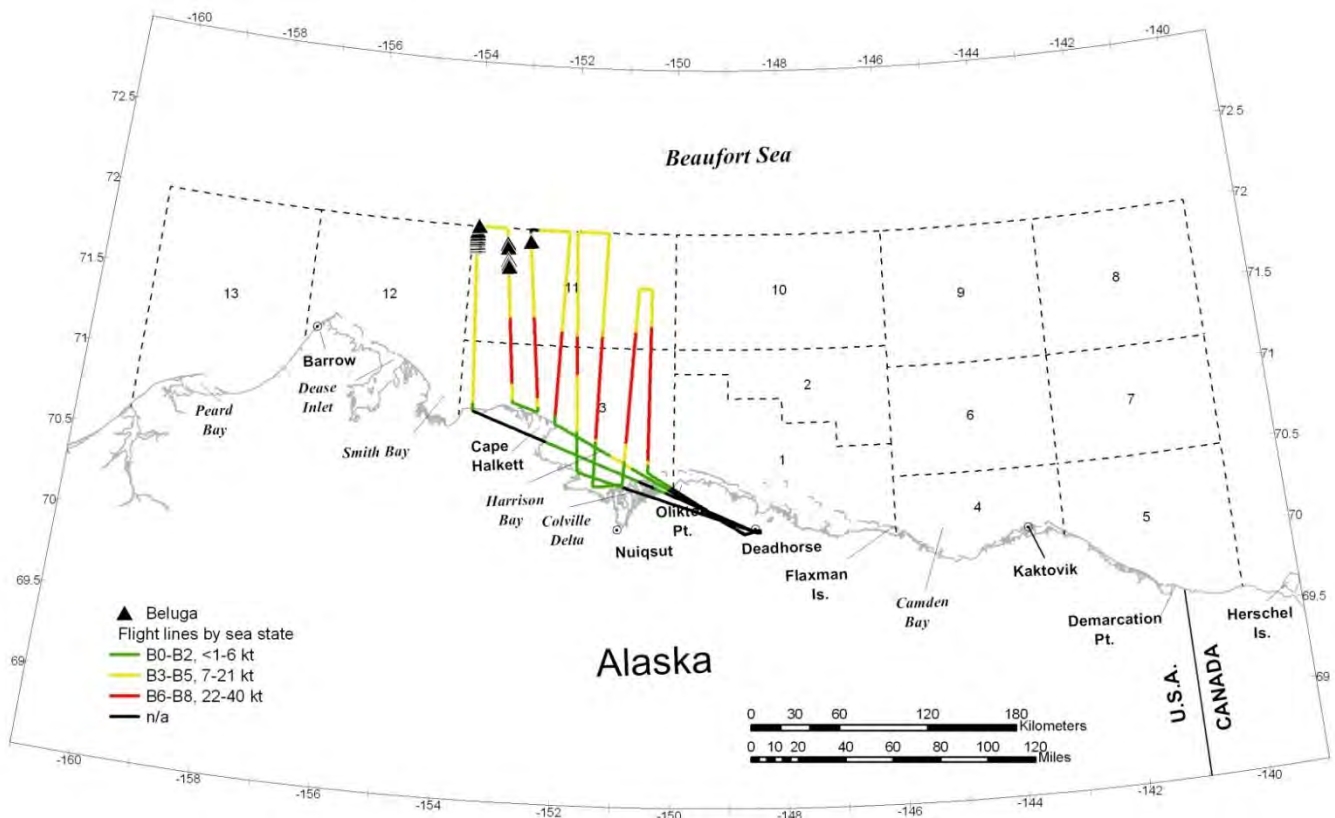 -160
-158
-156
-154
-152
-150
-148
-146
-144
-142
-140
72.5
72.5
Beaufort Sea
72
72
71.5
71.5
13
12
11
10
9
8
71
71
Barrow
Dease
Inlet
Peard
Bay
Smith Bay
Cape
Halkett
3
2
6
7
1
70.5
70.5
Harrison
Bay
Colville
Delta
Nuiqsut
Oliktok
Pt.
Deadhorse
Flaxman
Is.
Camden
Bay
4
5
Kaktovik
Demarcation
Pt.
Herschel
Is.
70
70
69.5
69.5
69
69
Beluga
Flight lines by sea state
B0-B2, <1-6 kt
B3-B5, 7-21 kt
B6-B8, 22-40 kt
n/a
Alaska
U.S.A.
CANADA
0 30 60 120 180
Kilometers
0 10 20 40 60 80 100 120
Miles
-160
-158
-156
-154
-152
-150
-148
-146
-144
-142
-140